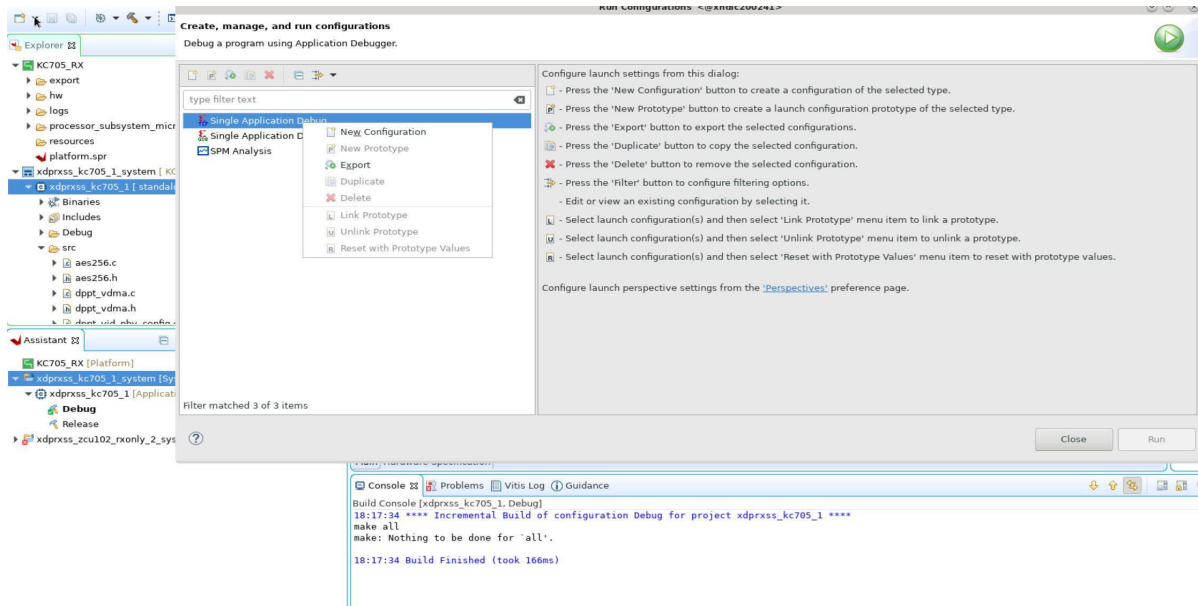 Run Configurations <@xhdlc200241>
Create, manage, and run configurations
Debug a program using Application Debugger.
Explorer
KC705_RX
export
hw
logs
processor_subsystem_micr
resources
platform.spr
xdprxss_kc705_1_system [ KC
xdprxss_kc705_1 [ standal
Binaries
Includes
Debug
src
aes256.c
aes256.h
dppt_vdma.c
dppt_vdma.h
dppt_vid_phy_config.c
Assistant
KC705_RX [Platform]
xdprxss_kc705_1_system [Sy
xdprxss_kc705_1 [Applicati
Debug
Release
xdprxss_zcu102_rxonly_2_sys
type filter text
Single Application Debug
Single Application D
SPM Analysis
New Configuration
New Prototype
Export
Duplicate
Delete
Link Prototype
Unlink Prototype
Reset with Prototype Values
Filter matched 3 of 3 items
Configure launch settings from this dialog:
- Press the 'New Configuration' button to create a configuration of the selected type.
- Press the 'New Prototype' button to create a launch configuration prototype of the selected type.
- Press the 'Export' button to export the selected configurations.
- Press the 'Duplicate' button to copy the selected configuration.
- Press the 'Delete' button to remove the selected configuration.
- Press the 'Filter' button to configure filtering options.
- Edit or view an existing configuration by selecting it.
- Select launch configuration(s) and then select 'Link Prototype' menu item to link a prototype.
- Select launch configuration(s) and then select 'Unlink Prototype' menu item to unlink a prototype.
- Select launch configuration(s) and then select 'Reset with Prototype Values' menu item to reset with prototype values.
Configure launch perspective settings from the 'Perspectives' preference page.
Close
Run
Main Hardware Specification
Console Problems Vitis Log Guidance
Build Console [xdprxss_kc705_1, Debug]
18:17:34 **** Incremental Build of configuration Debug for project xdprxss_kc705_1 ****
make all
make: Nothing to be done for `all'.
18:17:34 Build Finished (took 166ms)